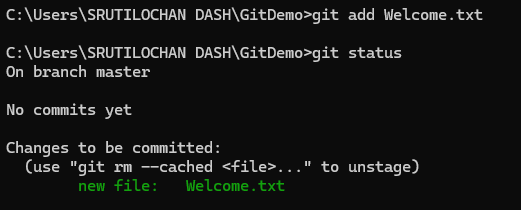 C:\Users\SRUTILOCHAN DASH\GitDemo>git add Welcome.txt
C:\Users\SRUTILOCHAN DASH\GitDemo>git status
On branch master
No commits yet
Changes to be committed:
  (use "git rm --cached <file>..." to unstage)
        new file:   Welcome.txt